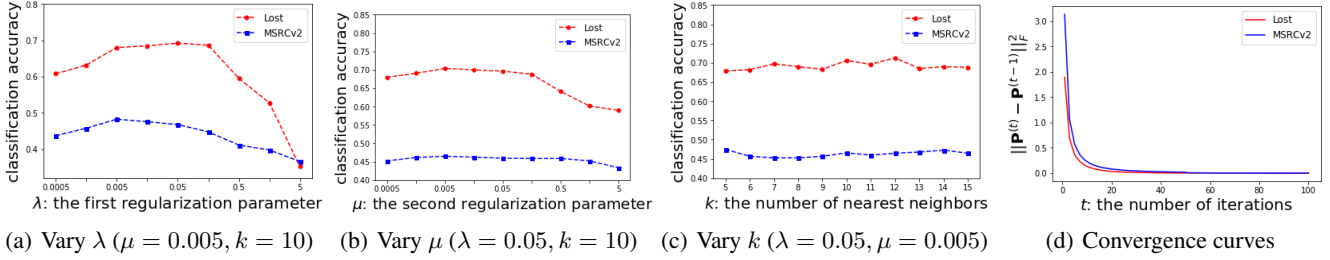 classification accuracy
0.8
0.7
0.6
0.5
0.4
Lost
MSRCv2
0.0005
0.005
0.05
0.5
5
λ: the first regularization parameter
(a) Vary λ (μ = 0.005, k = 10)
classification accuracy
0.85
0.80
0.75
0.70
0.65
0.60
0.55
0.50
0.45
0.40
Lost
MSRCv2
0.0005
0.005
0.05
0.5
5
μ: the second regularization parameter
(b) Vary μ (λ = 0.05, k = 10)
classification accuracy
0.85
0.80
0.75
0.70
0.65
0.60
0.55
0.50
0.45
0.40
Lost
MSRCv2
5 6 7 8 9 10 11 12 13 14 15
k: the number of nearest neighbors
(c) Vary k (λ = 0.05, μ = 0.005)
||P^(t) − P^(t−1)||²_F
3.0
2.5
2.0
1.5
1.0
0.5
0.0
Lost
MSRCv2
0 20 40 60 80 100
t: the number of iterations
(d) Convergence curves